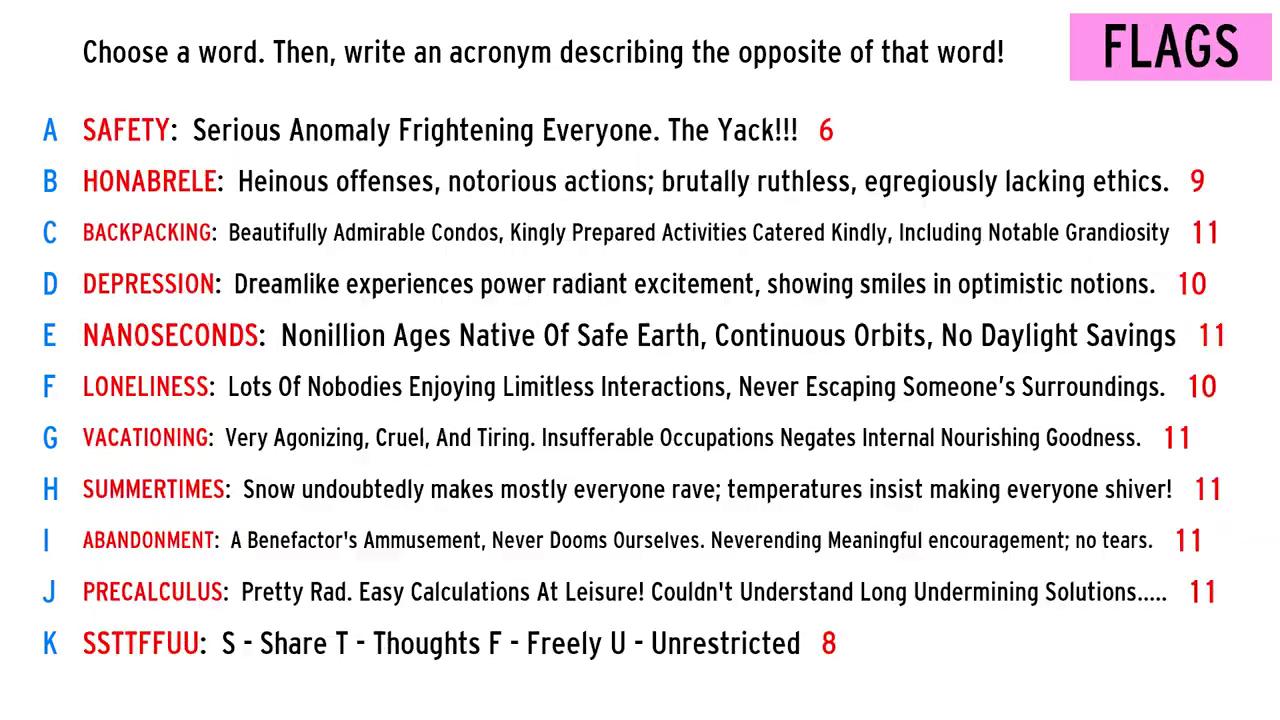 Choose a word. Then, write an acronym describing the opposite of that word!
FLAGS
A SAFETY: Serious Anomaly Frightening Everyone. The Yack!!! 6
B HONABRELE: Heinous offenses, notorious actions; brutally ruthless, egregiously lacking ethics. 9
C BACKPACKING: Beautifully Admirable Condos, Kingly Prepared Activities Catered Kindly, Including Notable Grandiosity 11
D DEPRESSION: Dreamlike experiences power radiant excitement, showing smiles in optimistic notions. 10
E NANOSECONDS: Nonillion Ages Native Of Safe Earth, Continuous Orbits, No Daylight Savings 11
F LONELINESS: Lots Of Nobodies Enjoying Limitless Interactions, Never Escaping Someone’s Surroundings. 10
G VACATIONING: Very Agonizing, Cruel, And Tiring. Insufferable Occupations Negates Internal Nourishing Goodness. 11
H SUMMERTIMES: Snow undoubtedly makes mostly everyone rave; temperatures insist making everyone shiver! 11
I ABANDONMENT: A Benefactor's Ammusement, Never Dooms Ourselves. Neverending Meaningful encouragement; no tears. 11
J PRECALCULUS: Pretty Rad. Easy Calculations At Leisure! Couldn't Understand Long Undermining Solutions..... 11
K SSTTFFUU: S - Share T - Thoughts F - Freely U - Unrestricted 8